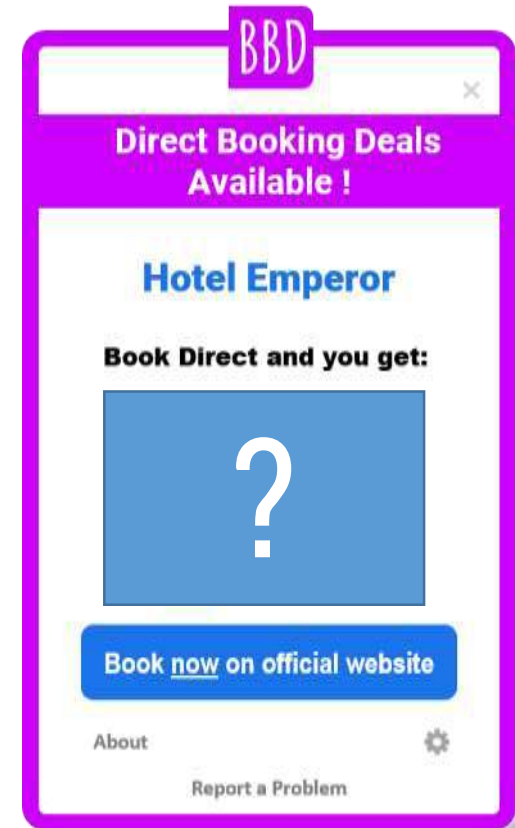 BBD
×
Direct Booking Deals
Available !
Hotel Emperor
Book Direct and you get:
?
Book now on official website
About
Report a Problem